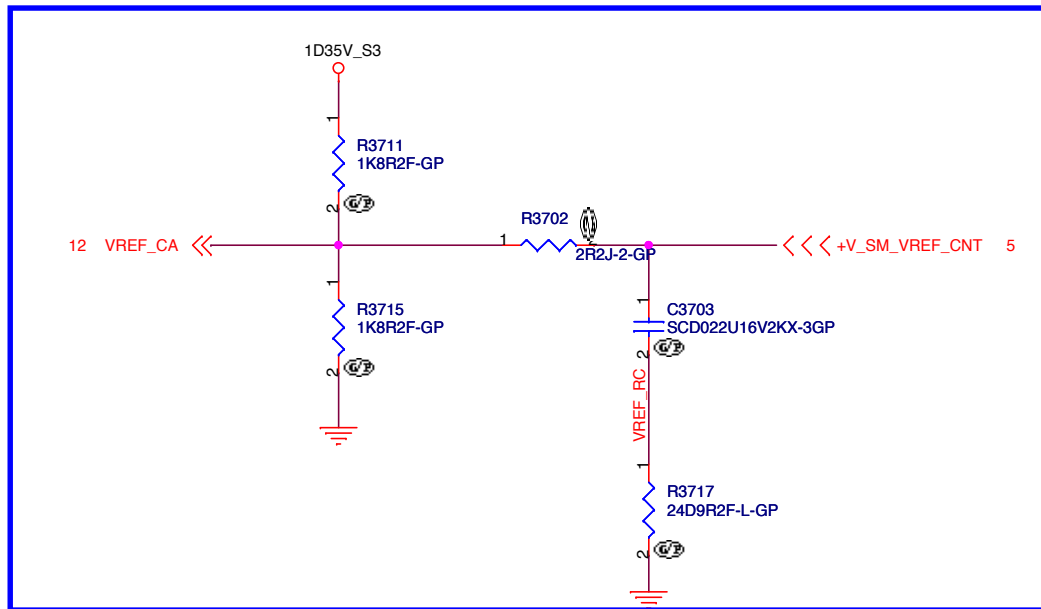 1D35V_S3
1
R3711
1K8R2F-GP
2 G/P
12 VREF_CA
1 R3702
2R2J-2-GP
+V_SM_VREF_CNT 5
1
R3715
1K8R2F-GP
2 G/P
1
C3703
SCD022U16V2KX-3GP
2 G/P
VREF_RC
1
R3717
24D9R2F-L-GP
2 G/P